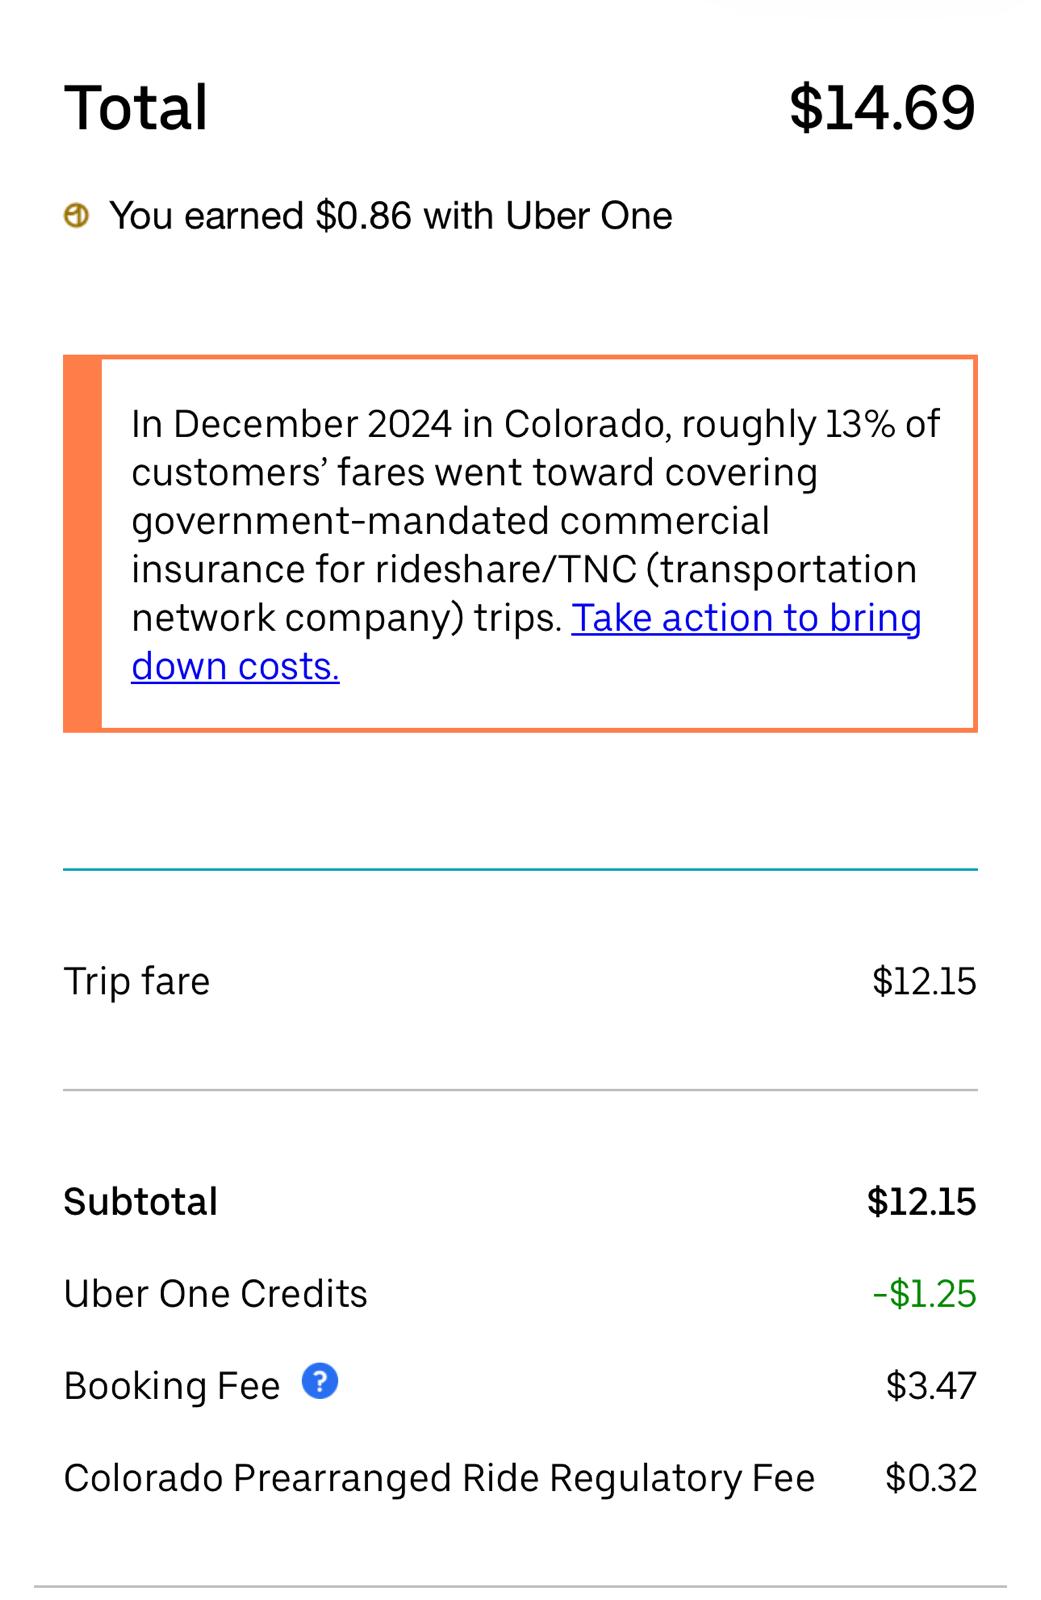 Total $14.69
You earned $0.86 with Uber One
In December 2024 in Colorado, roughly 13% of
customers’ fares went toward covering
government-mandated commercial
insurance for rideshare/TNC (transportation
network company) trips. Take action to bring
down costs.
Trip fare $12.15
Subtotal $12.15
Uber One Credits -$1.25
Booking Fee ? $3.47
Colorado Prearranged Ride Regulatory Fee $0.32